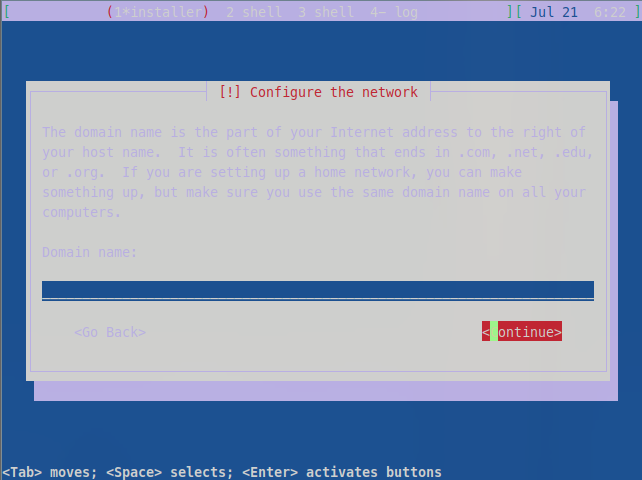 [ (1*installer) 2 shell 3 shell 4- log ][ Jul 21 6:22 ]
[!] Configure the network
The domain name is the part of your Internet address to the right of
your host name. It is often something that ends in .com, .net, .edu,
or .org. If you are setting up a home network, you can make
something up, but make sure you use the same domain name on all your
computers.
Domain name:
<Go Back> <Continue>
<Tab> moves; <Space> selects; <Enter> activates buttons